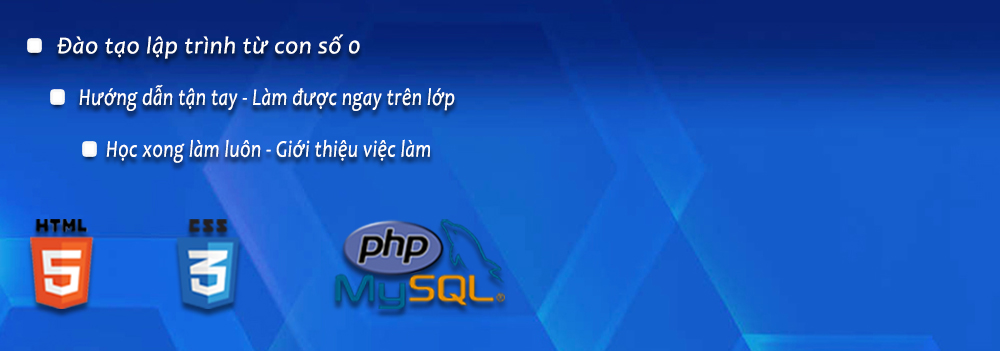 Đào tạo lập trình từ con số 0
Hướng dẫn tận tay - Làm được ngay trên lớp
Học xong làm luôn - Giới thiệu việc làm
HTML CSS
5 3 php
MySQL®